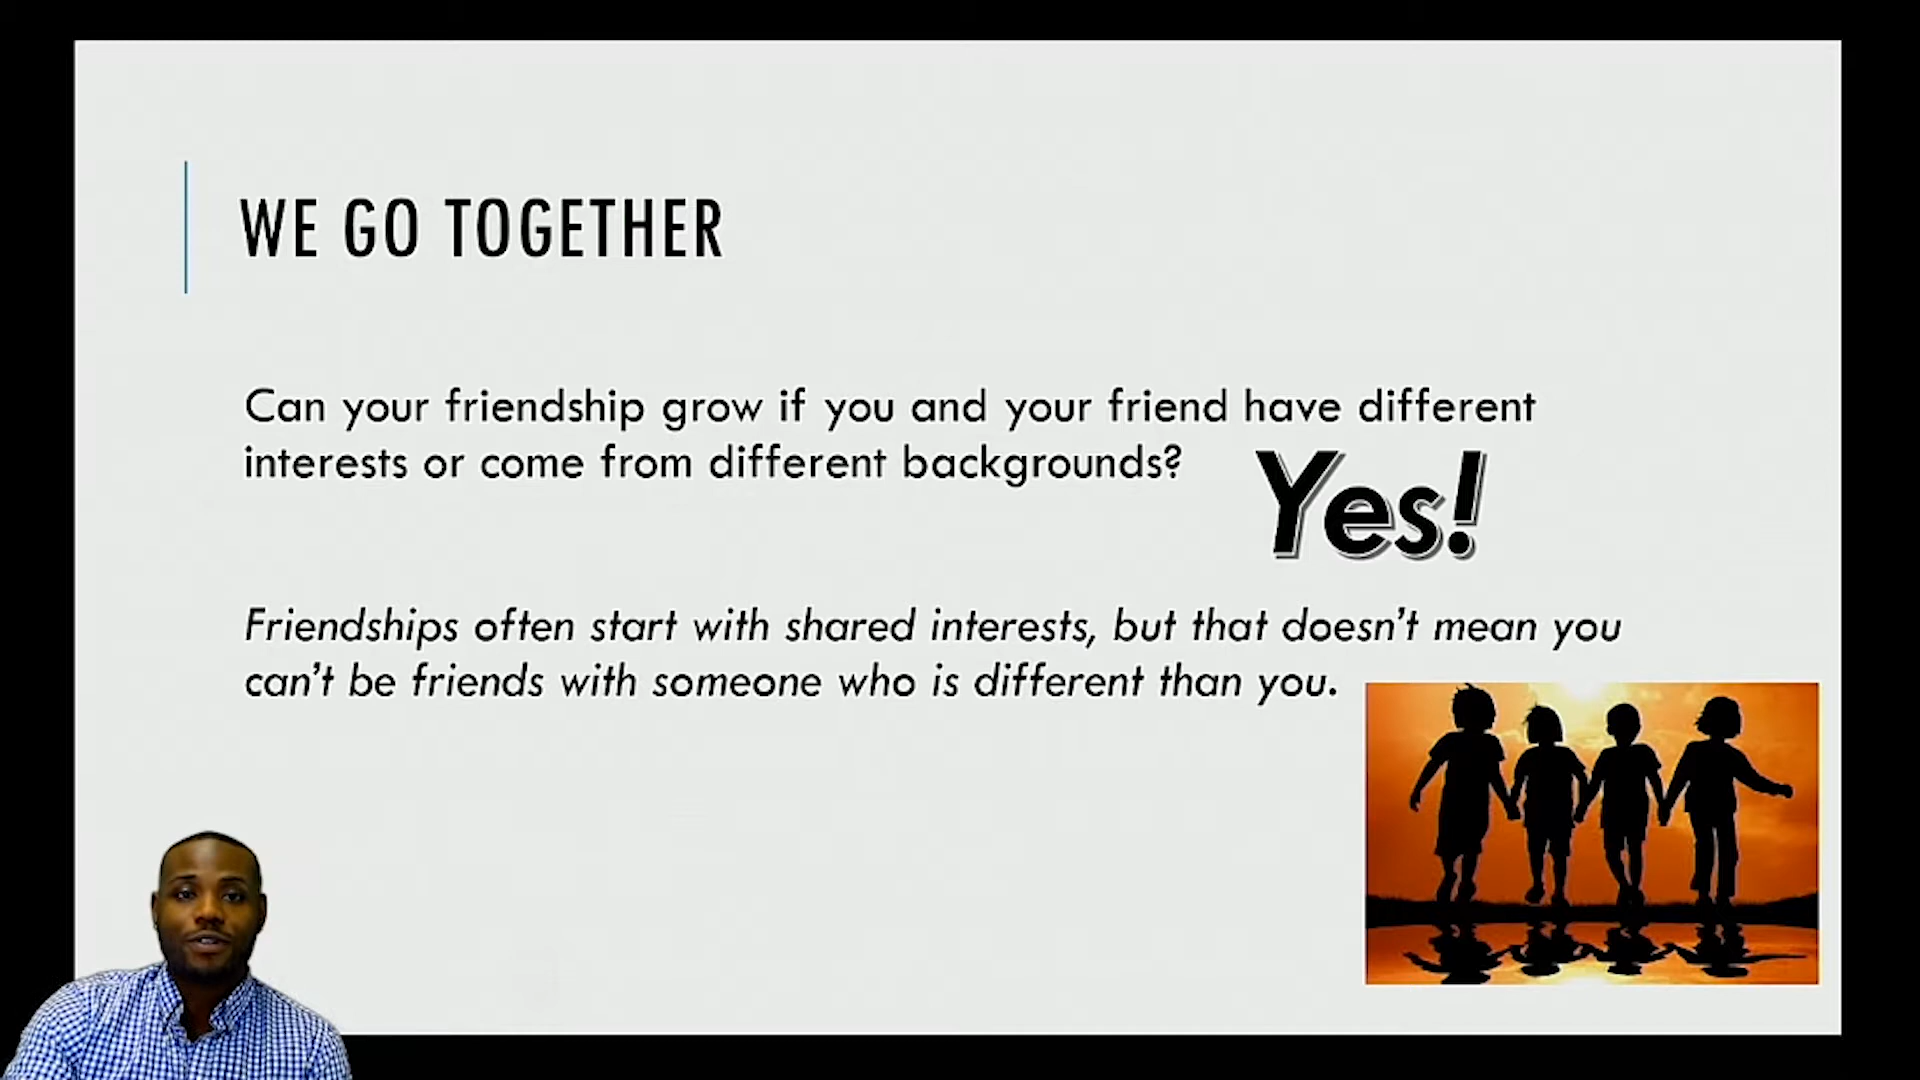 WE GO TOGETHER
Can your friendship grow if you and your friend have different
interests or come from different backgrounds?
Yes!
Friendships often start with shared interests, but that doesn’t mean you
can’t be friends with someone who is different than you.